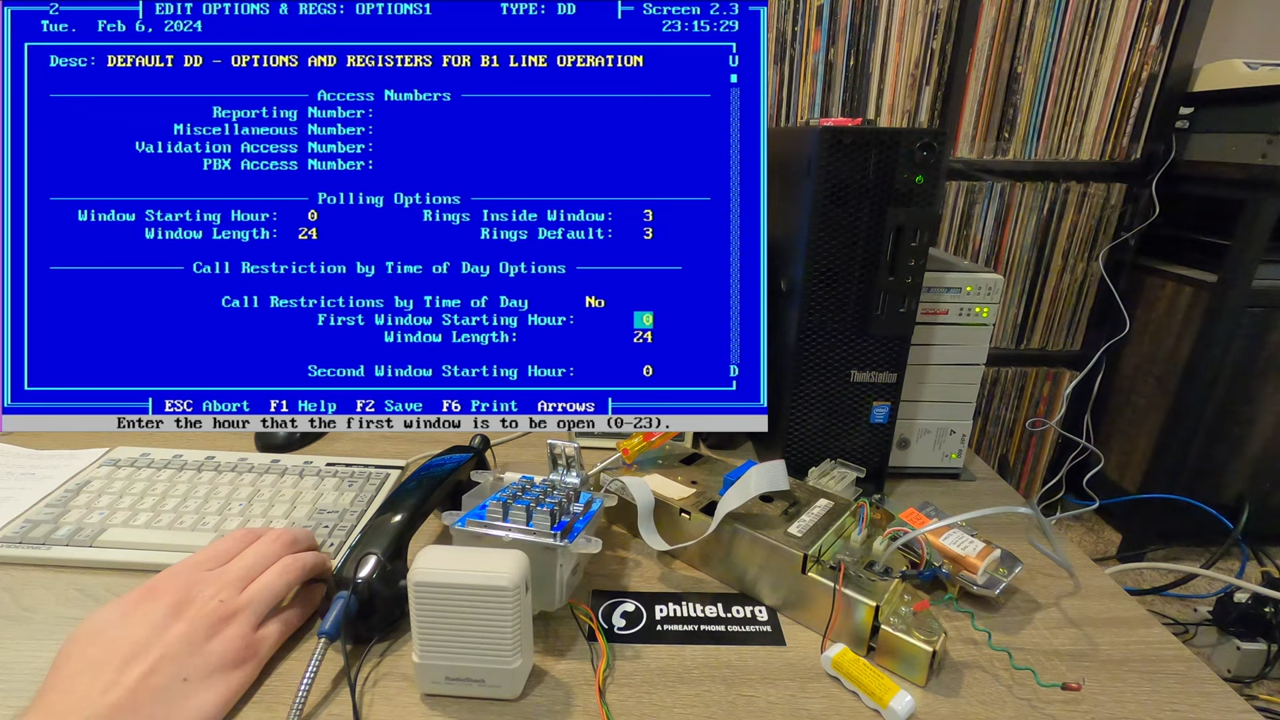 2 EDIT OPTIONS & REGS: OPTIONS1 TYPE: DD Screen 2.3
Tue. Feb 6, 2024 23:15:29
Desc: DEFAULT DD - OPTIONS AND REGISTERS FOR B1 LINE OPERATION U
Access Numbers
Reporting Number:
Miscellaneous Number:
Validation Access Number:
PBX Access Number:
Polling Options
Window Starting Hour: 0 Rings Inside Window: 3
Window Length: 24 Rings Default: 3
Call Restriction by Time of Day Options
Call Restrictions by Time of Day No
First Window Starting Hour: 0
Window Length: 24
Second Window Starting Hour: 0 D
ESC Abort F1 Help F2 Save F6 Print Arrows
Enter the hour that the first window is to be open (0-23).
ThinkStation
intel
philtel.org
A PHREAKY PHONE COLLECTIVE
RadioShack